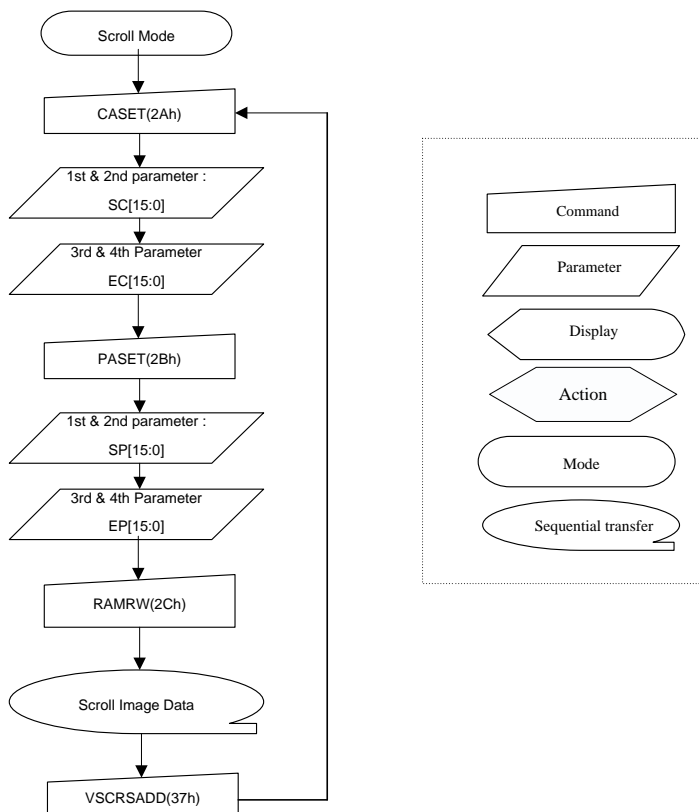 Scroll Mode
CASET(2Ah)
1st & 2nd parameter :
SC[15:0]
3rd & 4th Parameter
EC[15:0]
PASET(2Bh)
1st & 2nd parameter :
SP[15:0]
3rd & 4th Parameter
EP[15:0]
RAMRW(2Ch)
Scroll Image Data
VSCRSADD(37h)
Command
Parameter
Display
Action
Mode
Sequential transfer